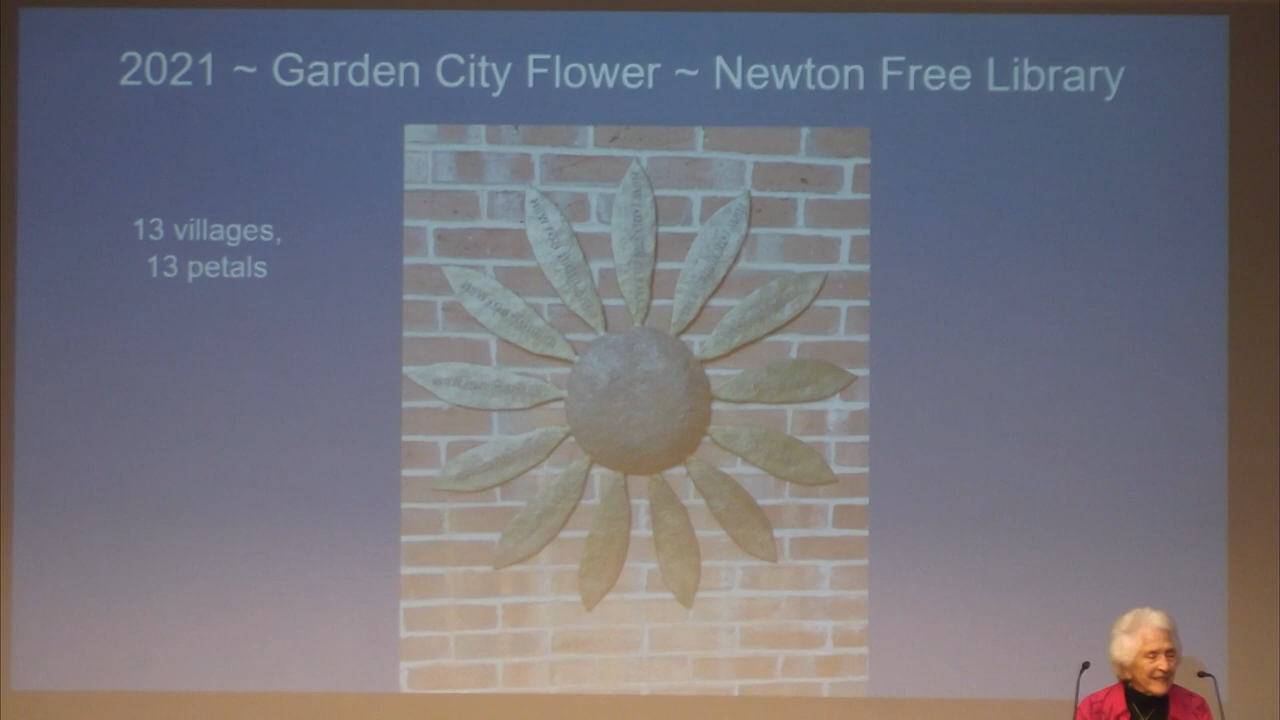 2021 ~ Garden City Flower ~ Newton Free Library
13 villages,
13 petals